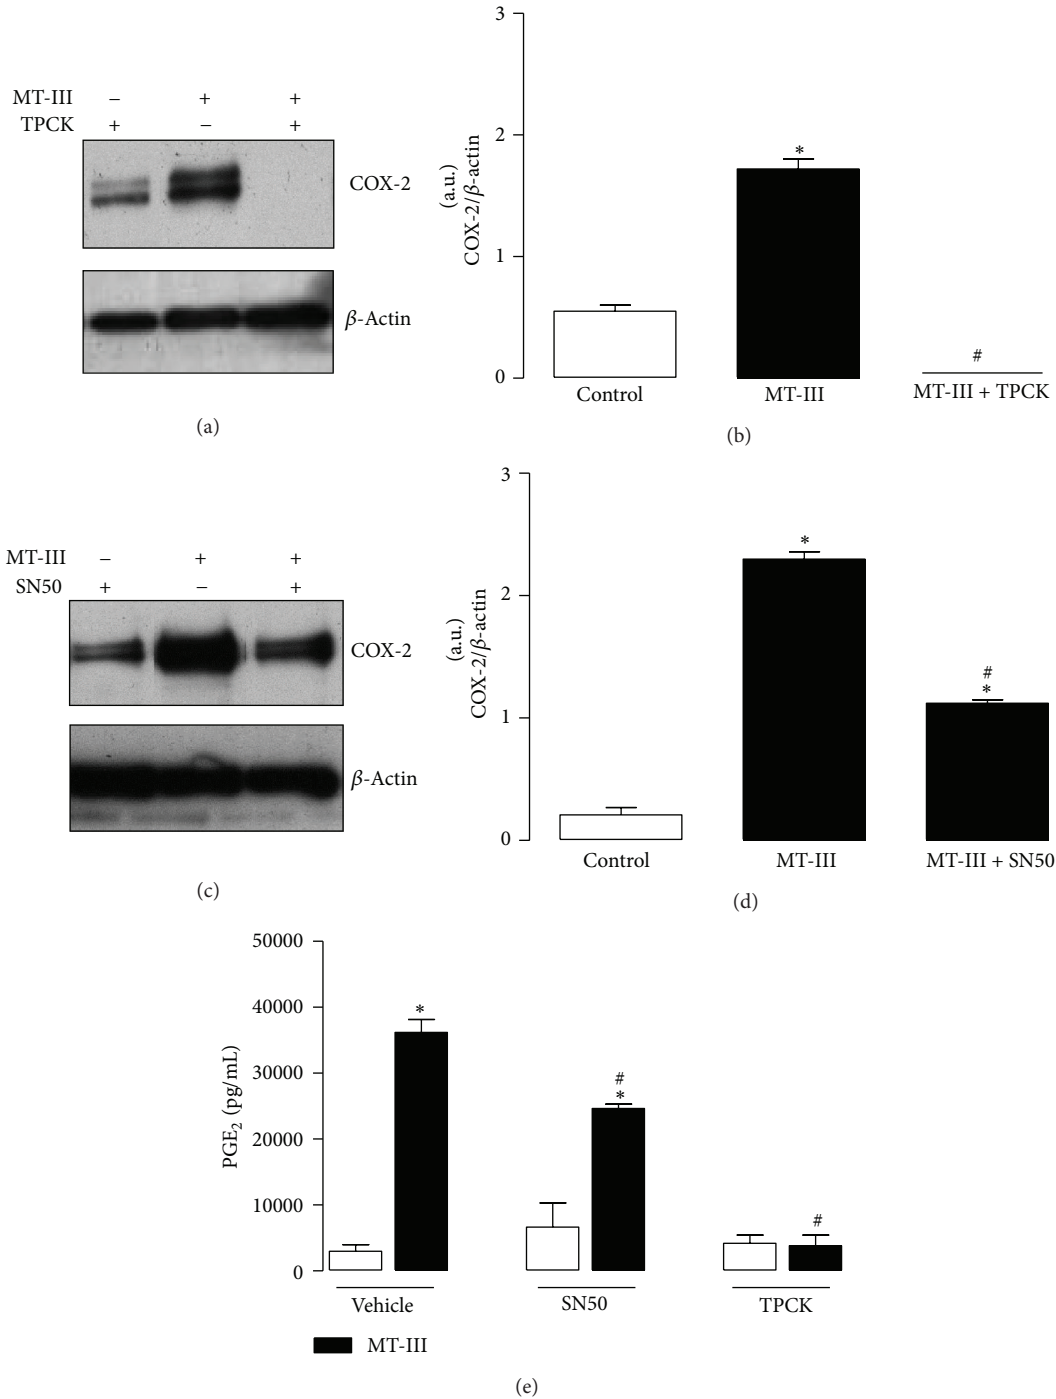 MT-III − + +
TPCK + − +
COX-2
β-Actin
(a)
3
2
1
0
(a.u.)
COX-2/β-actin
*
#
Control MT-III MT-III + TPCK
(b)
MT-III − + +
SN50 + − +
COX-2
β-Actin
(c)
3
2
1
0
(a.u.)
COX-2/β-actin
*
#
*
Control MT-III MT-III + SN50
(d)
50000
40000
30000
20000
10000
0
PGE₂ (pg/mL)
*
#
*
#
Vehicle SN50 TPCK
MT-III
(e)